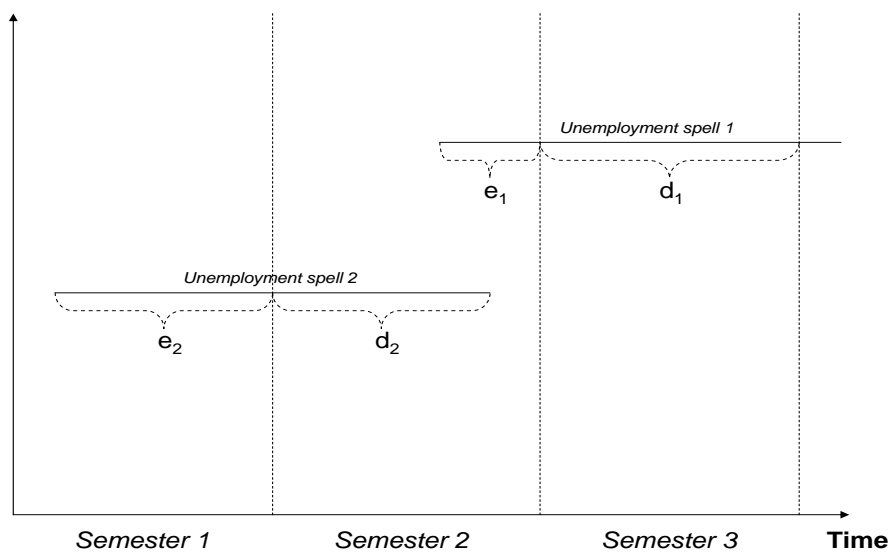 Unemployment spell 1
e₁ d₁
Unemployment spell 2
e₂ d₂
Semester 1 Semester 2 Semester 3 Time